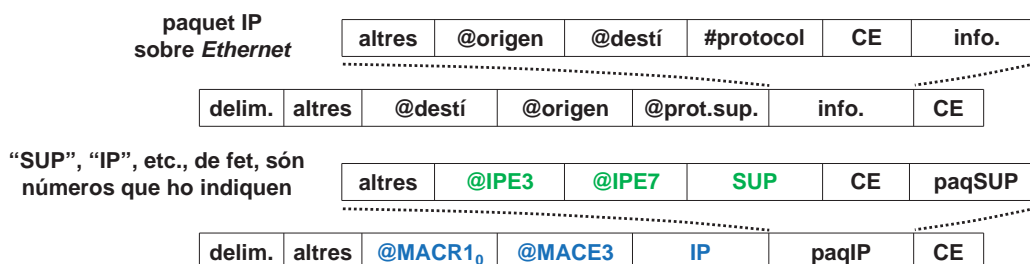 paquet IP
sobre Ethernet
altres @origen @destí #protocol CE info.
delim. altres @destí @origen @prot.sup. info. CE
“SUP”, “IP”, etc., de fet, són
números que ho indiquen
altres @IPE3 @IPE7 SUP CE paqSUP
delim. altres @MACR1₀ @MACE3 IP paqIP CE